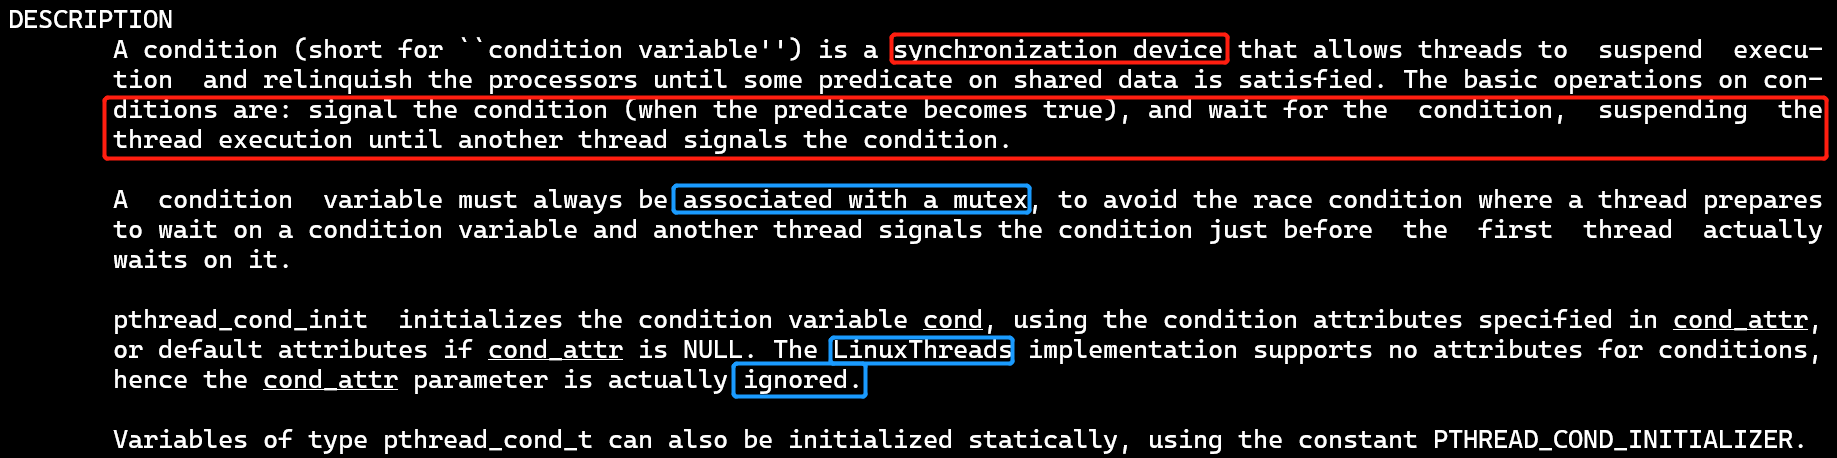 DESCRIPTION
A condition (short for ``condition variable'') is a synchronization device that allows threads to  suspend  execu-
tion  and relinquish the processors until some predicate on shared data is satisfied. The basic operations on con-
ditions are: signal the condition (when the predicate becomes true), and wait for the  condition,  suspending  the
thread execution until another thread signals the condition.
A  condition  variable must always be associated with a mutex, to avoid the race condition where a thread prepares
to wait on a condition variable and another thread signals the condition just before  the  first  thread  actually
waits on it.
pthread_cond_init  initializes the condition variable cond, using the condition attributes specified in cond_attr,
or default attributes if cond_attr is NULL. The LinuxThreads implementation supports no attributes for conditions,
hence the cond_attr parameter is actually ignored.
Variables of type pthread_cond_t can also be initialized statically, using the constant PTHREAD_COND_INITIALIZER.